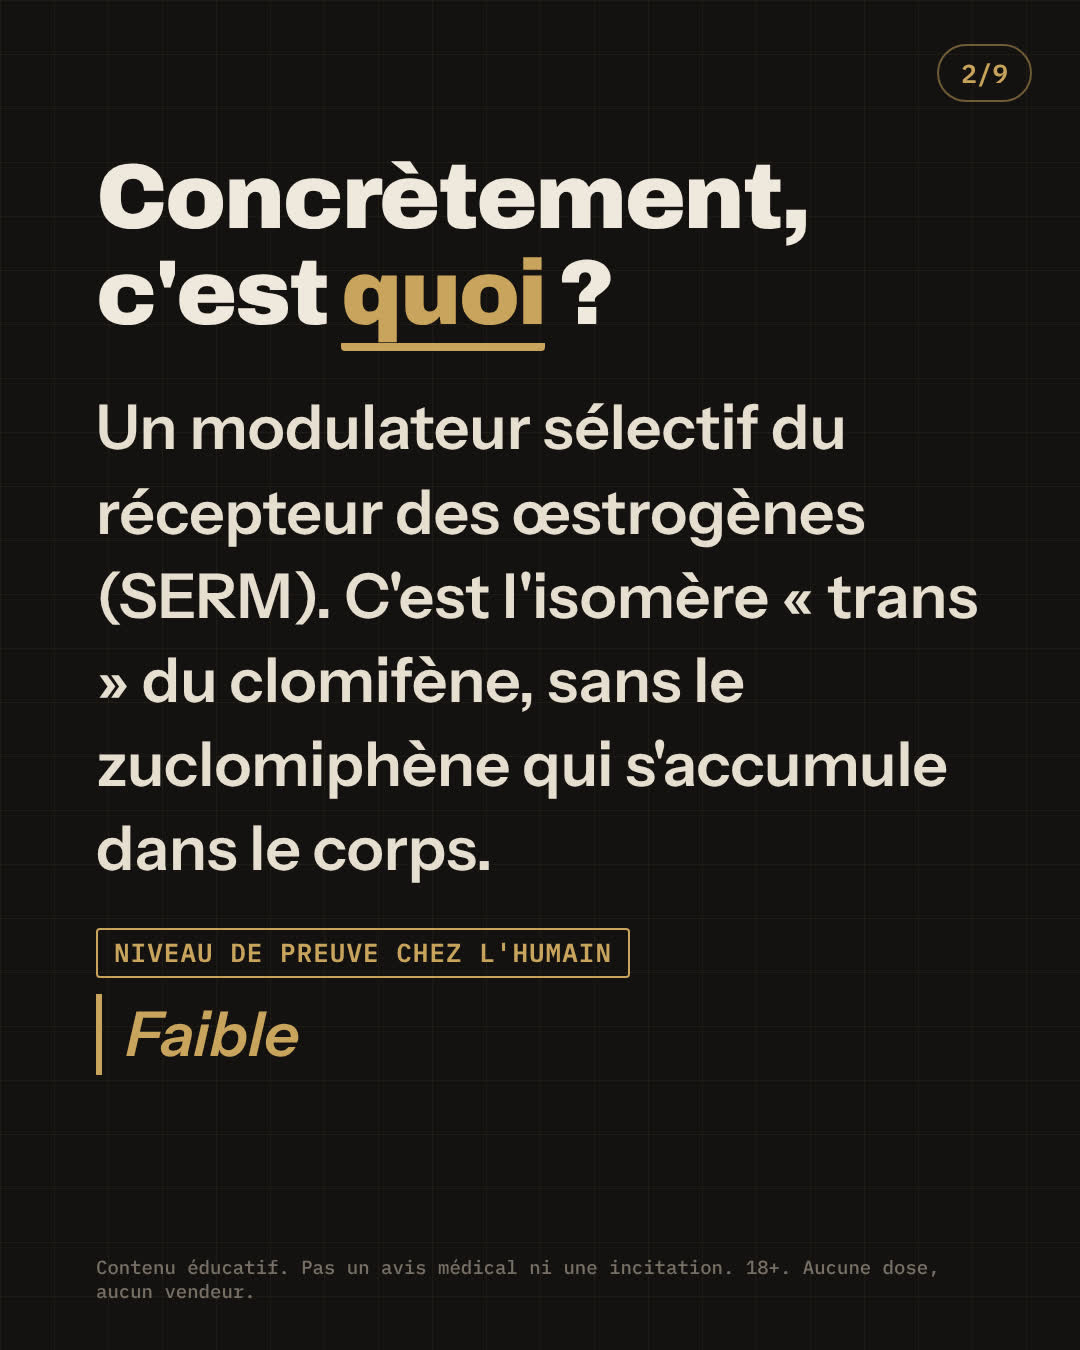 2/9
Concrètement,
c'est quoi ?
Un modulateur sélectif du
récepteur des œstrogènes
(SERM). C'est l'isomère « trans
» du clomifène, sans le
zuclomiphène qui s'accumule
dans le corps.
NIVEAU DE PREUVE CHEZ L'HUMAIN
Faible
Contenu éducatif. Pas un avis médical ni une incitation. 18+. Aucune dose,
aucun vendeur.